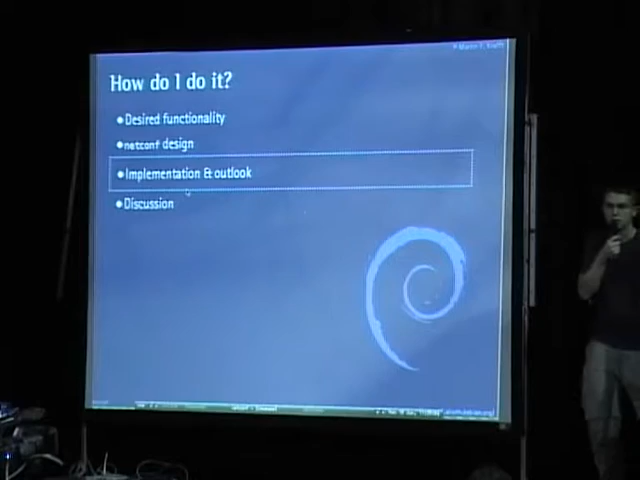 How do I do it?
Desired functionality
netconf design
Implementation & outlook
Discussion